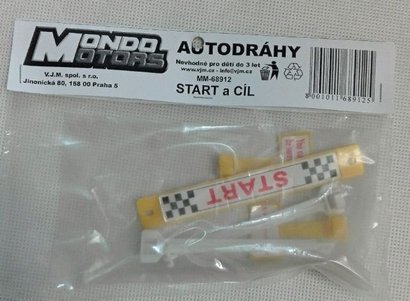 MONDO
MOTORS
V.J.M. spol. s r.o.
Jinonická 80, 158 00 Praha 5
AUTODRÁHY
Nevhodné pro děti do 3 let
www.vjm.cz - info@vjm.cz
MM-68912
START a CÍL
8001011689125
START